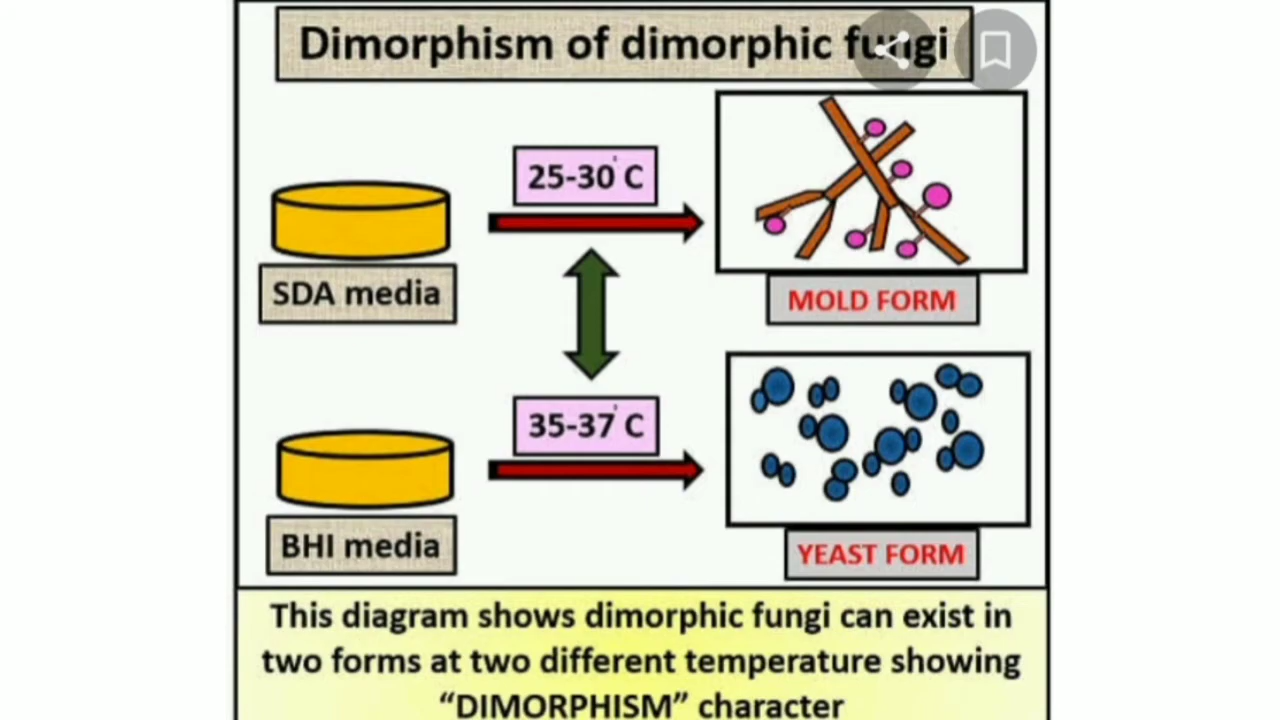 Dimorphism of dimorphic fungi
25-30°C
SDA media
MOLD FORM
35-37°C
BHI media
YEAST FORM
This diagram shows dimorphic fungi can exist in
two forms at two different temperature showing
“DIMORPHISM” character